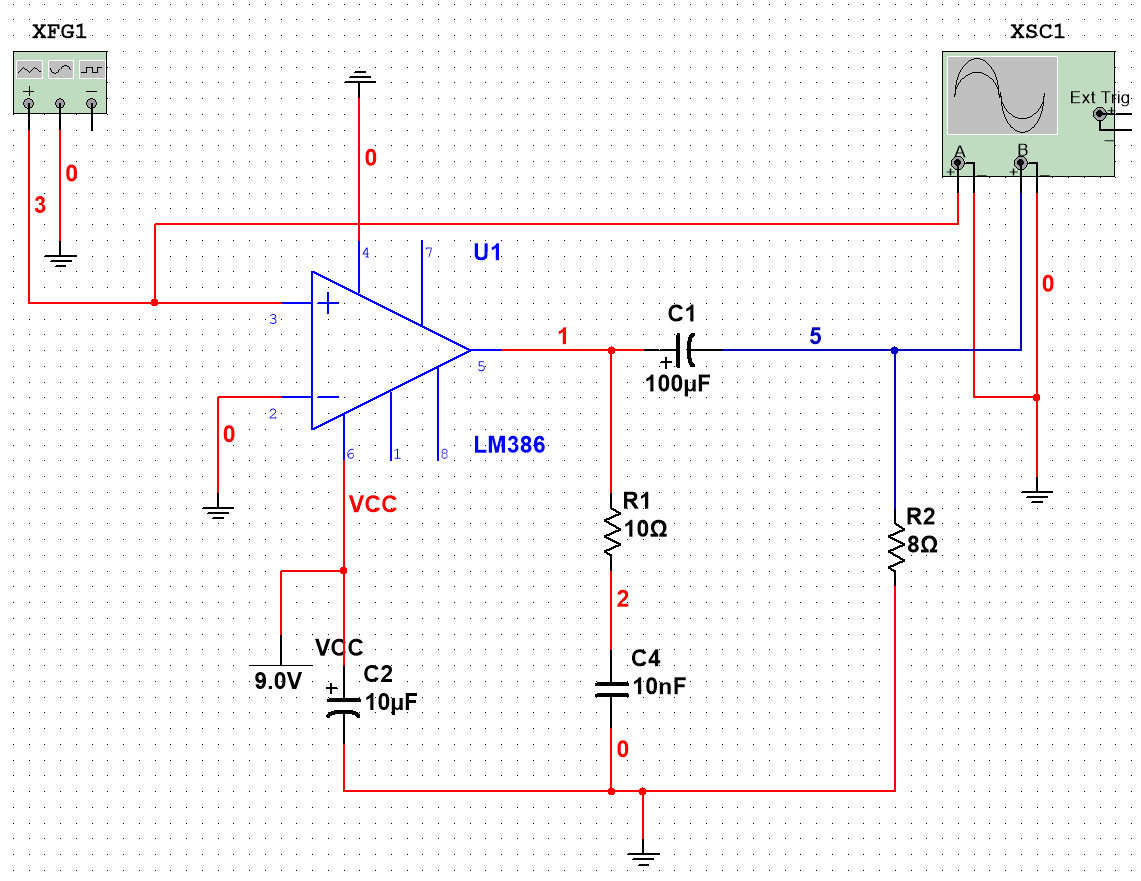 XFG1
XSC1
+
−
Ext Trig
+
−
A
B
+
−
+
−
0
0
3
4
7
U1
3
0
1
C1
5
+
100µF
5
2
0
LM386
6
1
8
VCC
R1
10Ω
R2
8Ω
2
VCC
9.0V
C2
+
10µF
C4
10nF
0